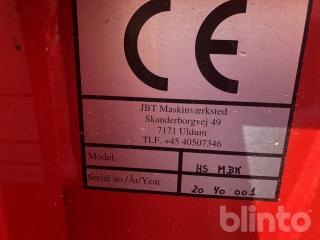 CE
JBT Maskinværksted
Skanderborgvej 49
7171 Uldum
TLF. +45 40507346
Model. HS MBK
Serial no./År/Year 20 40 001
blinto